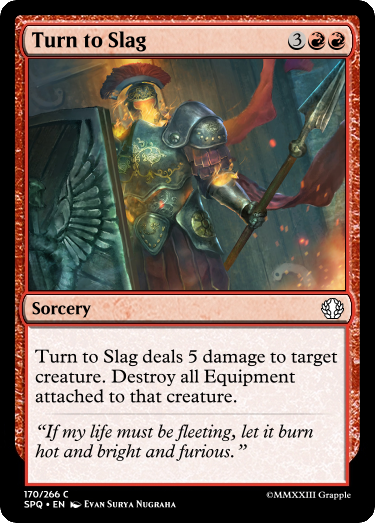 Turn to Slag 3
Sorcery
Turn to Slag deals 5 damage to target
creature. Destroy all Equipment
attached to that creature.
“If my life must be fleeting, let it burn
hot and bright and furious.”
170/266 C
SPQ • EN Evan Surya Nugraha
©MMXXIII Grapple